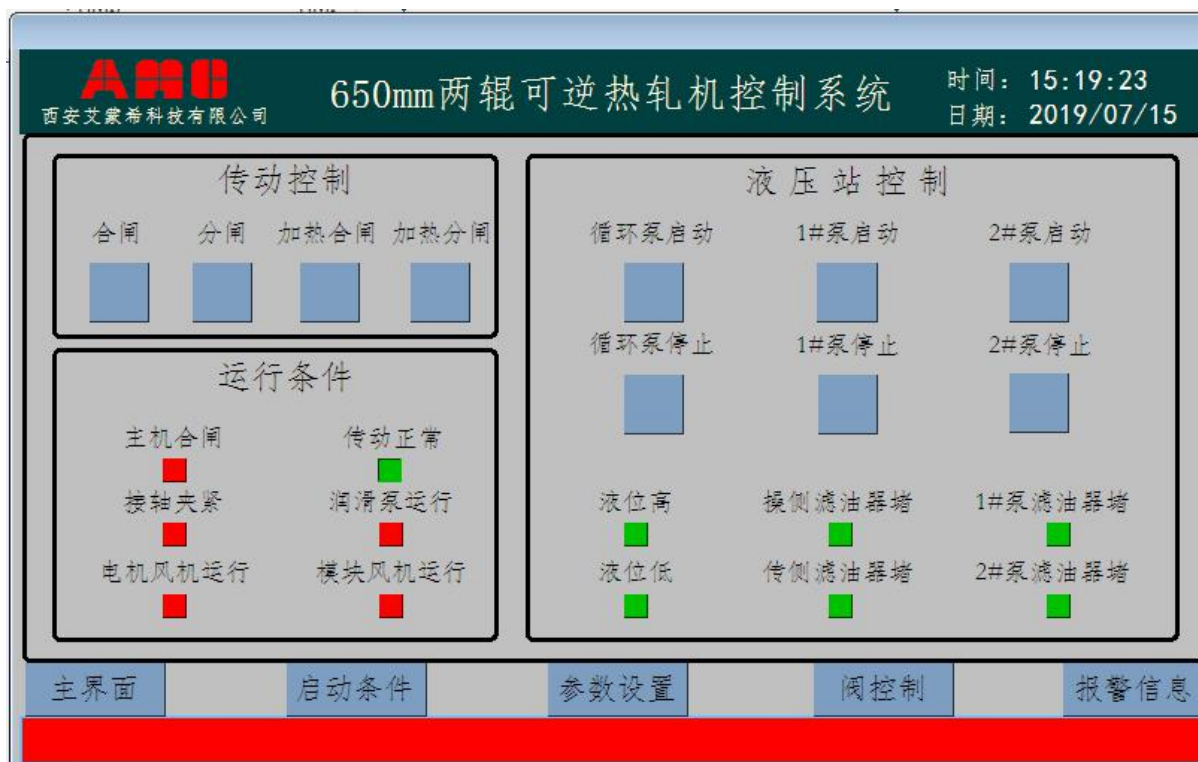 AMC
西安艾蒙希科技有限公司
650mm两辊可逆热轧机控制系统
时间: 15:19:23
日期: 2019/07/15
传动控制
合闸 分闸 加热合闸 加热分闸
运行条件
主机合闸 传动正常
接轴夹紧 润滑泵运行
电机风机运行 模块风机运行
液压站控制
循环泵启动 1#泵启动 2#泵启动
循环泵停止 1#泵停止 2#泵停止
液位高 操侧滤油器堵 1#泵滤油器堵
液位低 传侧滤油器堵 2#泵滤油器堵
主界面 启动条件 参数设置 阀控制 报警信息